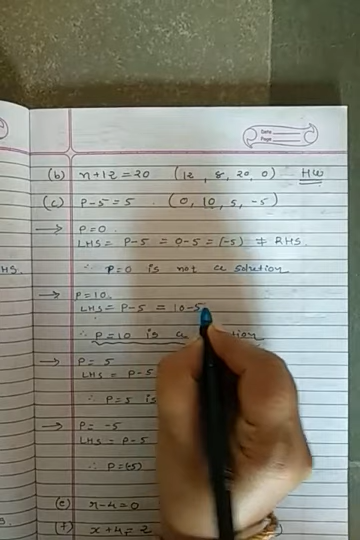 Date
Page
(b) n+12=20 (12, 8, 20, 0) HW
(c) P-5=5 (0, 10, 5, -5)
→ P=0
LHS = P-5 = 0-5 = (-5) ≠ RHS.
HS.
∴ P=0 is not a solution
→ P=10
LHS = P-5 = 10-5
∴ P=10 is a
→ P= 5
LHS = P-5
∴ P=5 is
→ P= -5
LHS = P-5
∴ P=(-5)
(e) r-4=0
(f) x+4= 2